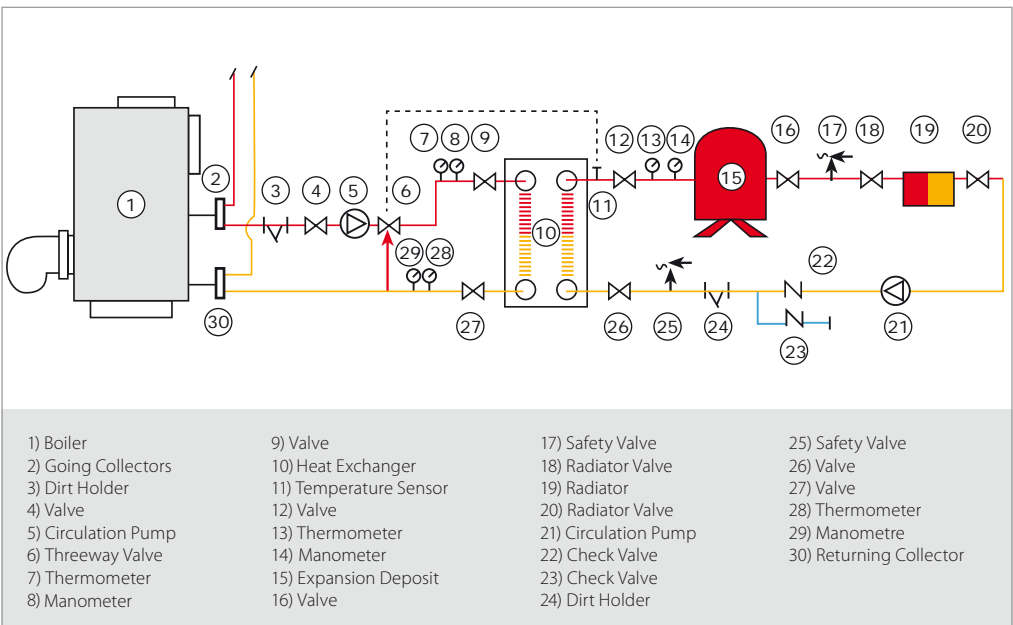 7 8 9 12 13 14 16 17 18 19 20
2 3 4 5 6 15
1 11
10
29 28 22
30 27 26 25 24 21
23
1) Boiler
2) Going Collectors
3) Dirt Holder
4) Valve
5) Circulation Pump
6) Threeway Valve
7) Thermometer
8) Manometer
9) Valve
10) Heat Exchanger
11) Temperature Sensor
12) Valve
13) Thermometer
14) Manometer
15) Expansion Deposit
16) Valve
17) Safety Valve
18) Radiator Valve
19) Radiator
20) Radiator Valve
21) Circulation Pump
22) Check Valve
23) Check Valve
24) Dirt Holder
25) Safety Valve
26) Valve
27) Valve
28) Thermometer
29) Manometre
30) Returning Collector